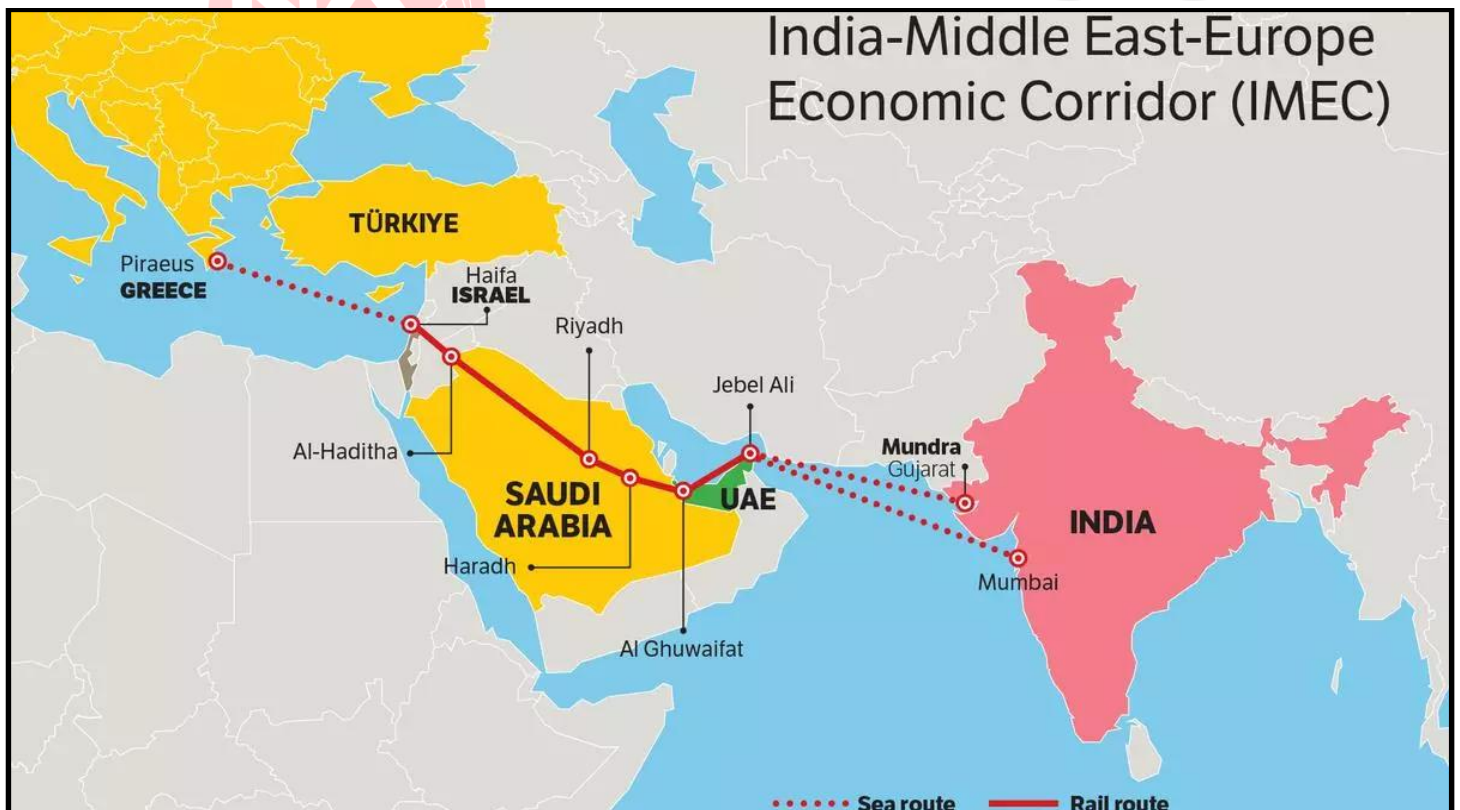 India-Middle East-Europe
Economic Corridor (IMEC)
TÜRKIYE
Piraeus
GREECE
Haifa
ISRAEL
Riyadh
Jebel Ali
Al-Haditha
Mundra
Gujarat
SAUDI
ARABIA
UAE
INDIA
Haradh
Mumbai
Al Ghuwaifat
Sea route
Rail route